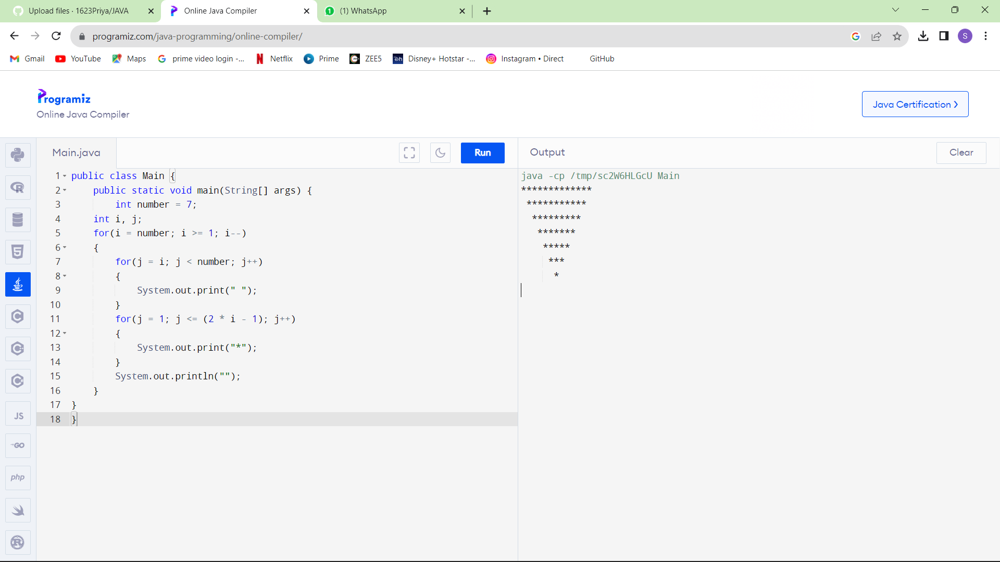 Upload files · 1623Priya/JAVA
Online Java Compiler
(1) WhatsApp
programiz.com/java-programming/online-compiler/
S
Gmail
YouTube
Maps
prime video login -...
Netflix
Prime
ZEE5
Disney+ Hotstar -...
Instagram • Direct
GitHub
Programiz
Online Java Compiler
Java Certification ❯
Main.java
Run
Output
Clear
1 public class Main {
2     public static void main(String[] args) {
3         int number = 7;
4     int i, j;
5     for(i = number; i >= 1; i--)
6     {
7         for(j = i; j < number; j++)
8         {
9             System.out.print(" ");
10         }
11         for(j = 1; j <= (2 * i - 1); j++)
12         {
13             System.out.print("*");
14         }
15         System.out.println("");
16     }
17 }
18 }
java -cp /tmp/sc2W6HLGcU Main
*************
 ***********
  *********
   *******
    *****
     ***
      *
JS
GO
php